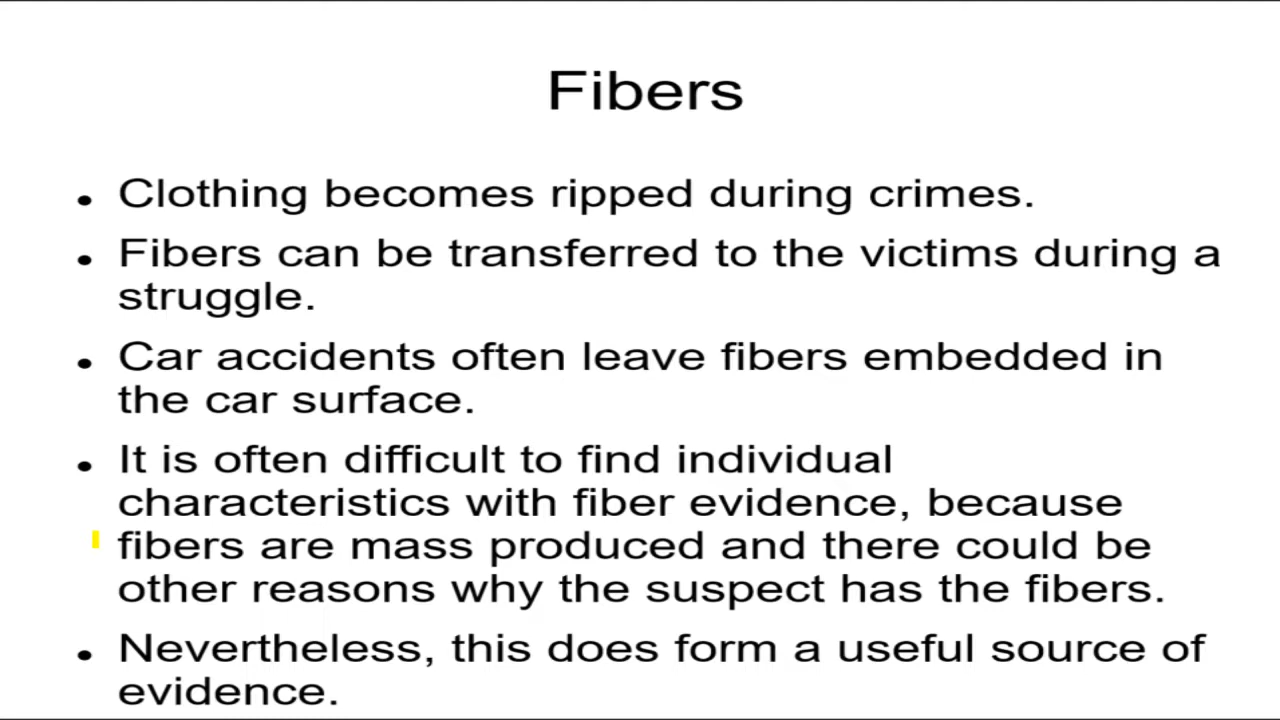 Fibers
• Clothing becomes ripped during crimes.
• Fibers can be transferred to the victims during a
struggle.
• Car accidents often leave fibers embedded in
the car surface.
• It is often difficult to find individual
characteristics with fiber evidence, because
fibers are mass produced and there could be
other reasons why the suspect has the fibers.
• Nevertheless, this does form a useful source of
evidence.